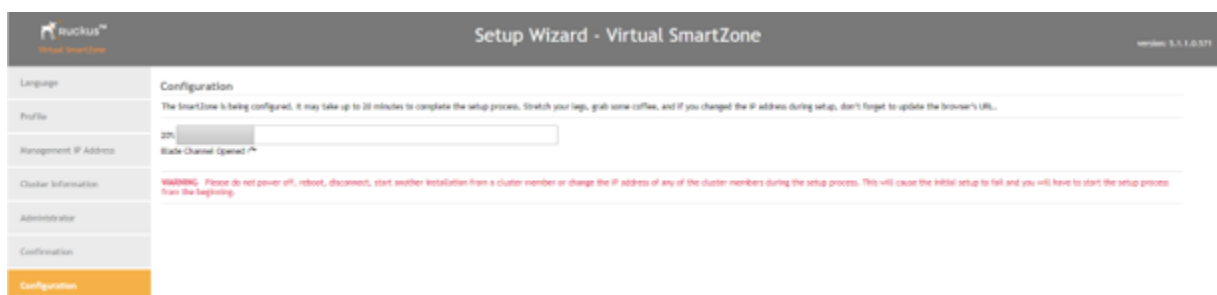 Ruckus™
Virtual SmartZone
Setup Wizard - Virtual SmartZone
version: 5.1.1.0.571
Language
Profile
Management IP Address
Cluster Information
Administrator
Confirmation
Configuration
Configuration
The SmartZone is being configured. It may take up to 20 minutes to complete the setup process. Stretch your legs, grab some coffee, and if you changed the IP address during setup, don't forget to update the browser's URL.
20%
Blade Channel Opened
WARNING: Please do not power off, reboot, disconnect, start another installation from a cluster member or change the IP address of any of the cluster members during the setup process. This will cause the initial setup to fail and you will have to start the setup process
from the beginning.